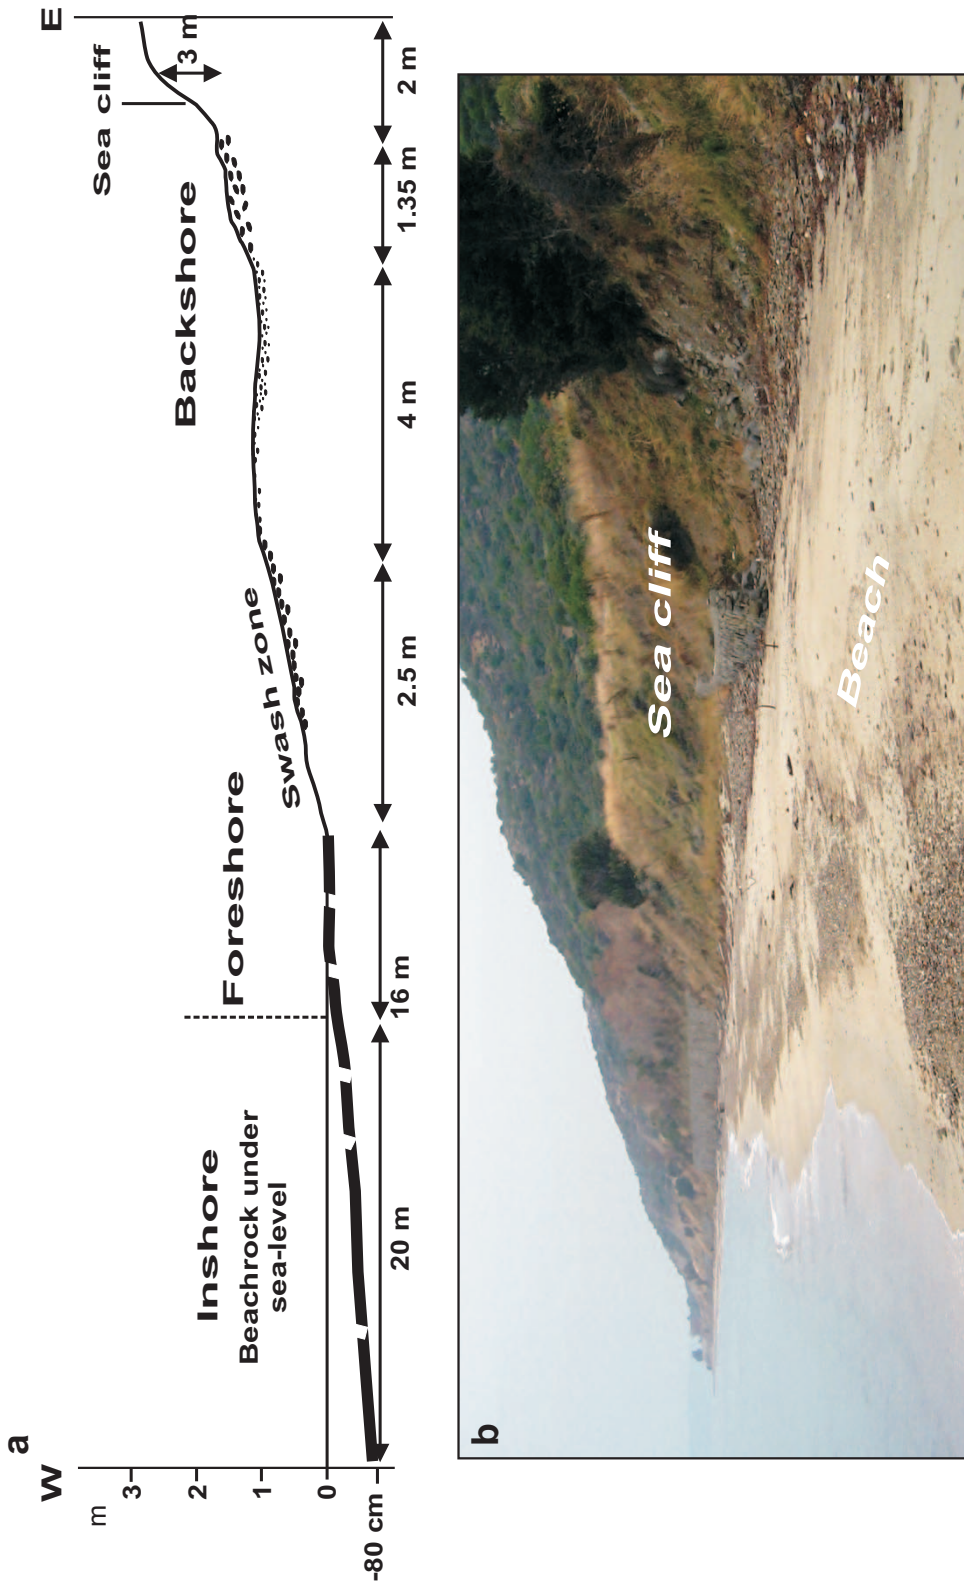 a
W
E
m
3
2
1
0
-80 cm
Inshore
Beachrock under
sea-level
Foreshore
Swash zone
Backshore
Sea cliff
3 m
20 m
16 m
2.5 m
4 m
1.35 m
2 m
b
Sea cliff
Beach